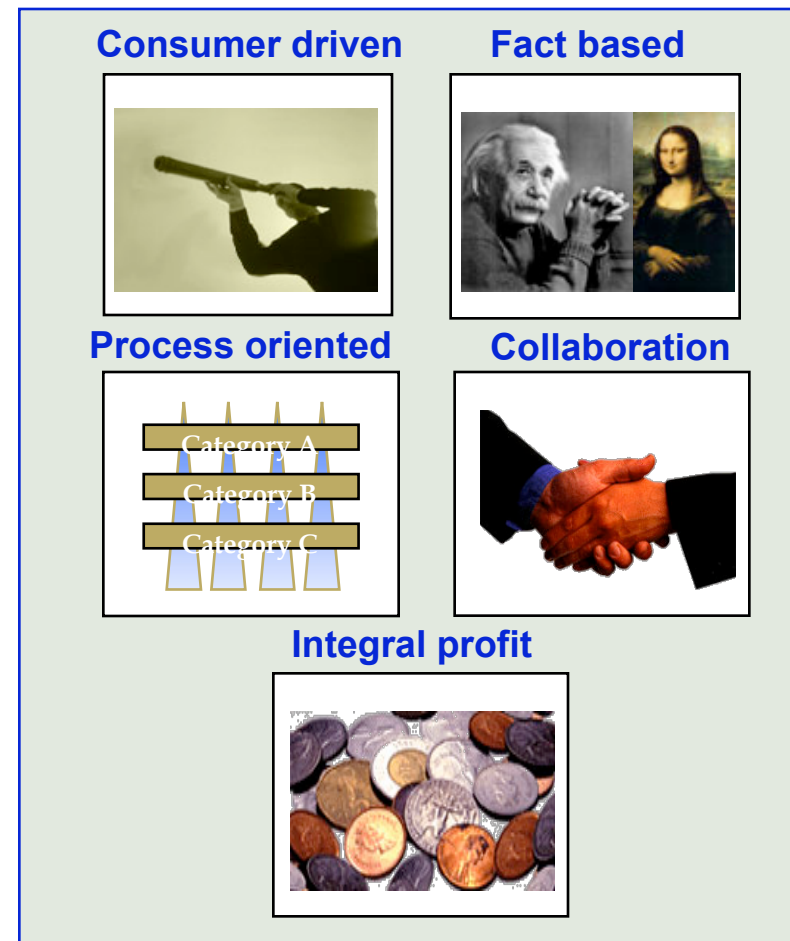 Consumer driven
Fact based
Process oriented
Collaboration
Category A
Category B
Category C
Integral profit